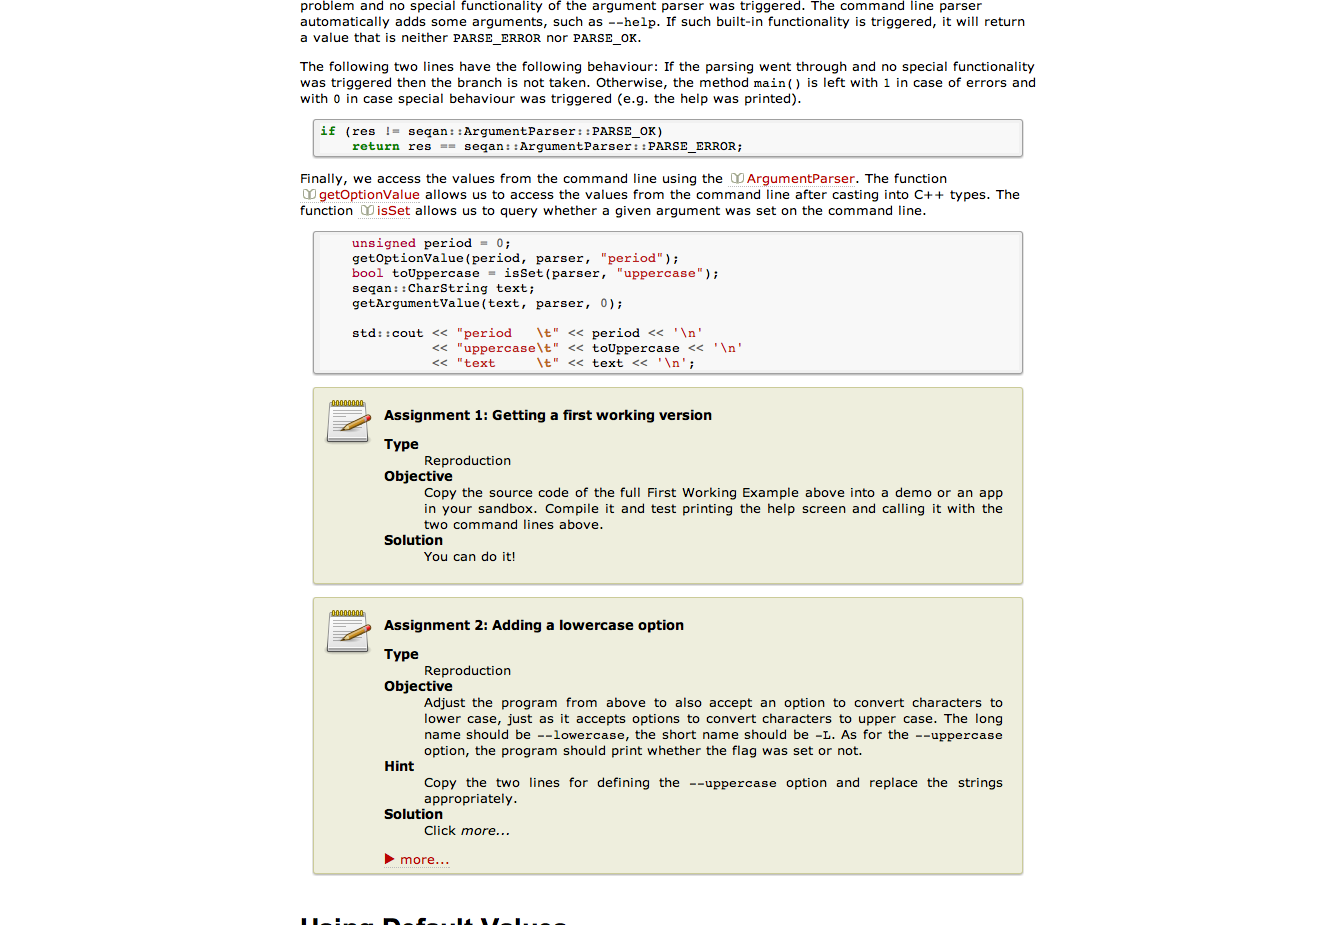 problem and no special functionality of the argument parser was triggered. The command line parser
automatically adds some arguments, such as --help. If such built-in functionality is triggered, it will return
a value that is neither PARSE_ERROR nor PARSE_OK.
The following two lines have the following behaviour: If the parsing went through and no special functionality
was triggered then the branch is not taken. Otherwise, the method main() is left with 1 in case of errors and
with 0 in case special behaviour was triggered (e.g. the help was printed).
if (res != seqan::ArgumentParser::PARSE_OK)
    return res == seqan::ArgumentParser::PARSE_ERROR;
Finally, we access the values from the command line using the ArgumentParser. The function
getOptionValue allows us to access the values from the command line after casting into C++ types. The
function isSet allows us to query whether a given argument was set on the command line.
    unsigned period = 0;
    getOptionValue(period, parser, "period");
    bool toUppercase = isSet(parser, "uppercase");
    seqan::CharString text;
    getArgumentValue(text, parser, 0);
    std::cout << "period   \t" << period << '\n'
              << "uppercase\t" << toUppercase << '\n'
              << "text     \t" << text << '\n';
Assignment 1: Getting a first working version
Type
Reproduction
Objective
Copy the source code of the full First Working Example above into a demo or an app
in your sandbox. Compile it and test printing the help screen and calling it with the
two command lines above.
Solution
You can do it!
Assignment 2: Adding a lowercase option
Type
Reproduction
Objective
Adjust the program from above to also accept an option to convert characters to
lower case, just as it accepts options to convert characters to upper case. The long
name should be --lowercase, the short name should be -L. As for the --uppercase
option, the program should print whether the flag was set or not.
Hint
Copy the two lines for defining the --uppercase option and replace the strings
appropriately.
Solution
Click more...
more...
Using Default Values